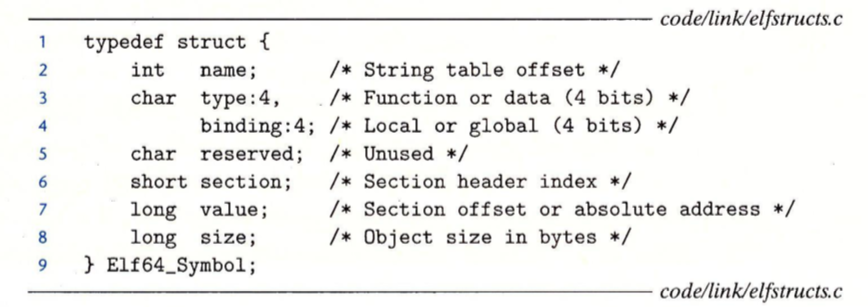 code/link/elfstructs.c
1 typedef struct {
2 int name; /* String table offset */
3 char type:4, /* Function or data (4 bits) */
4 binding:4; /* Local or global (4 bits) */
5 char reserved; /* Unused */
6 short section; /* Section header index */
7 long value; /* Section offset or absolute address */
8 long size; /* Object size in bytes */
9 } Elf64_Symbol;
code/link/elfstructs.c